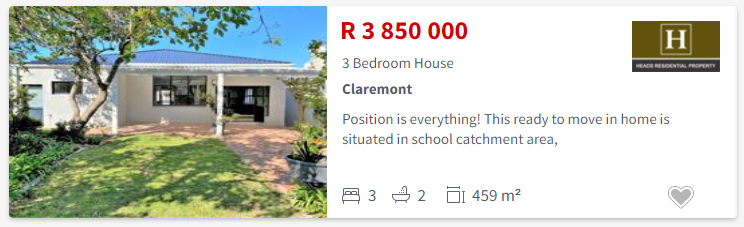 R 3 850 000
H
HEADS RESIDENTIAL PROPERTY
3 Bedroom House
Claremont
Position is everything! This ready to move in home is
situated in school catchment area,
3 2 459 m²